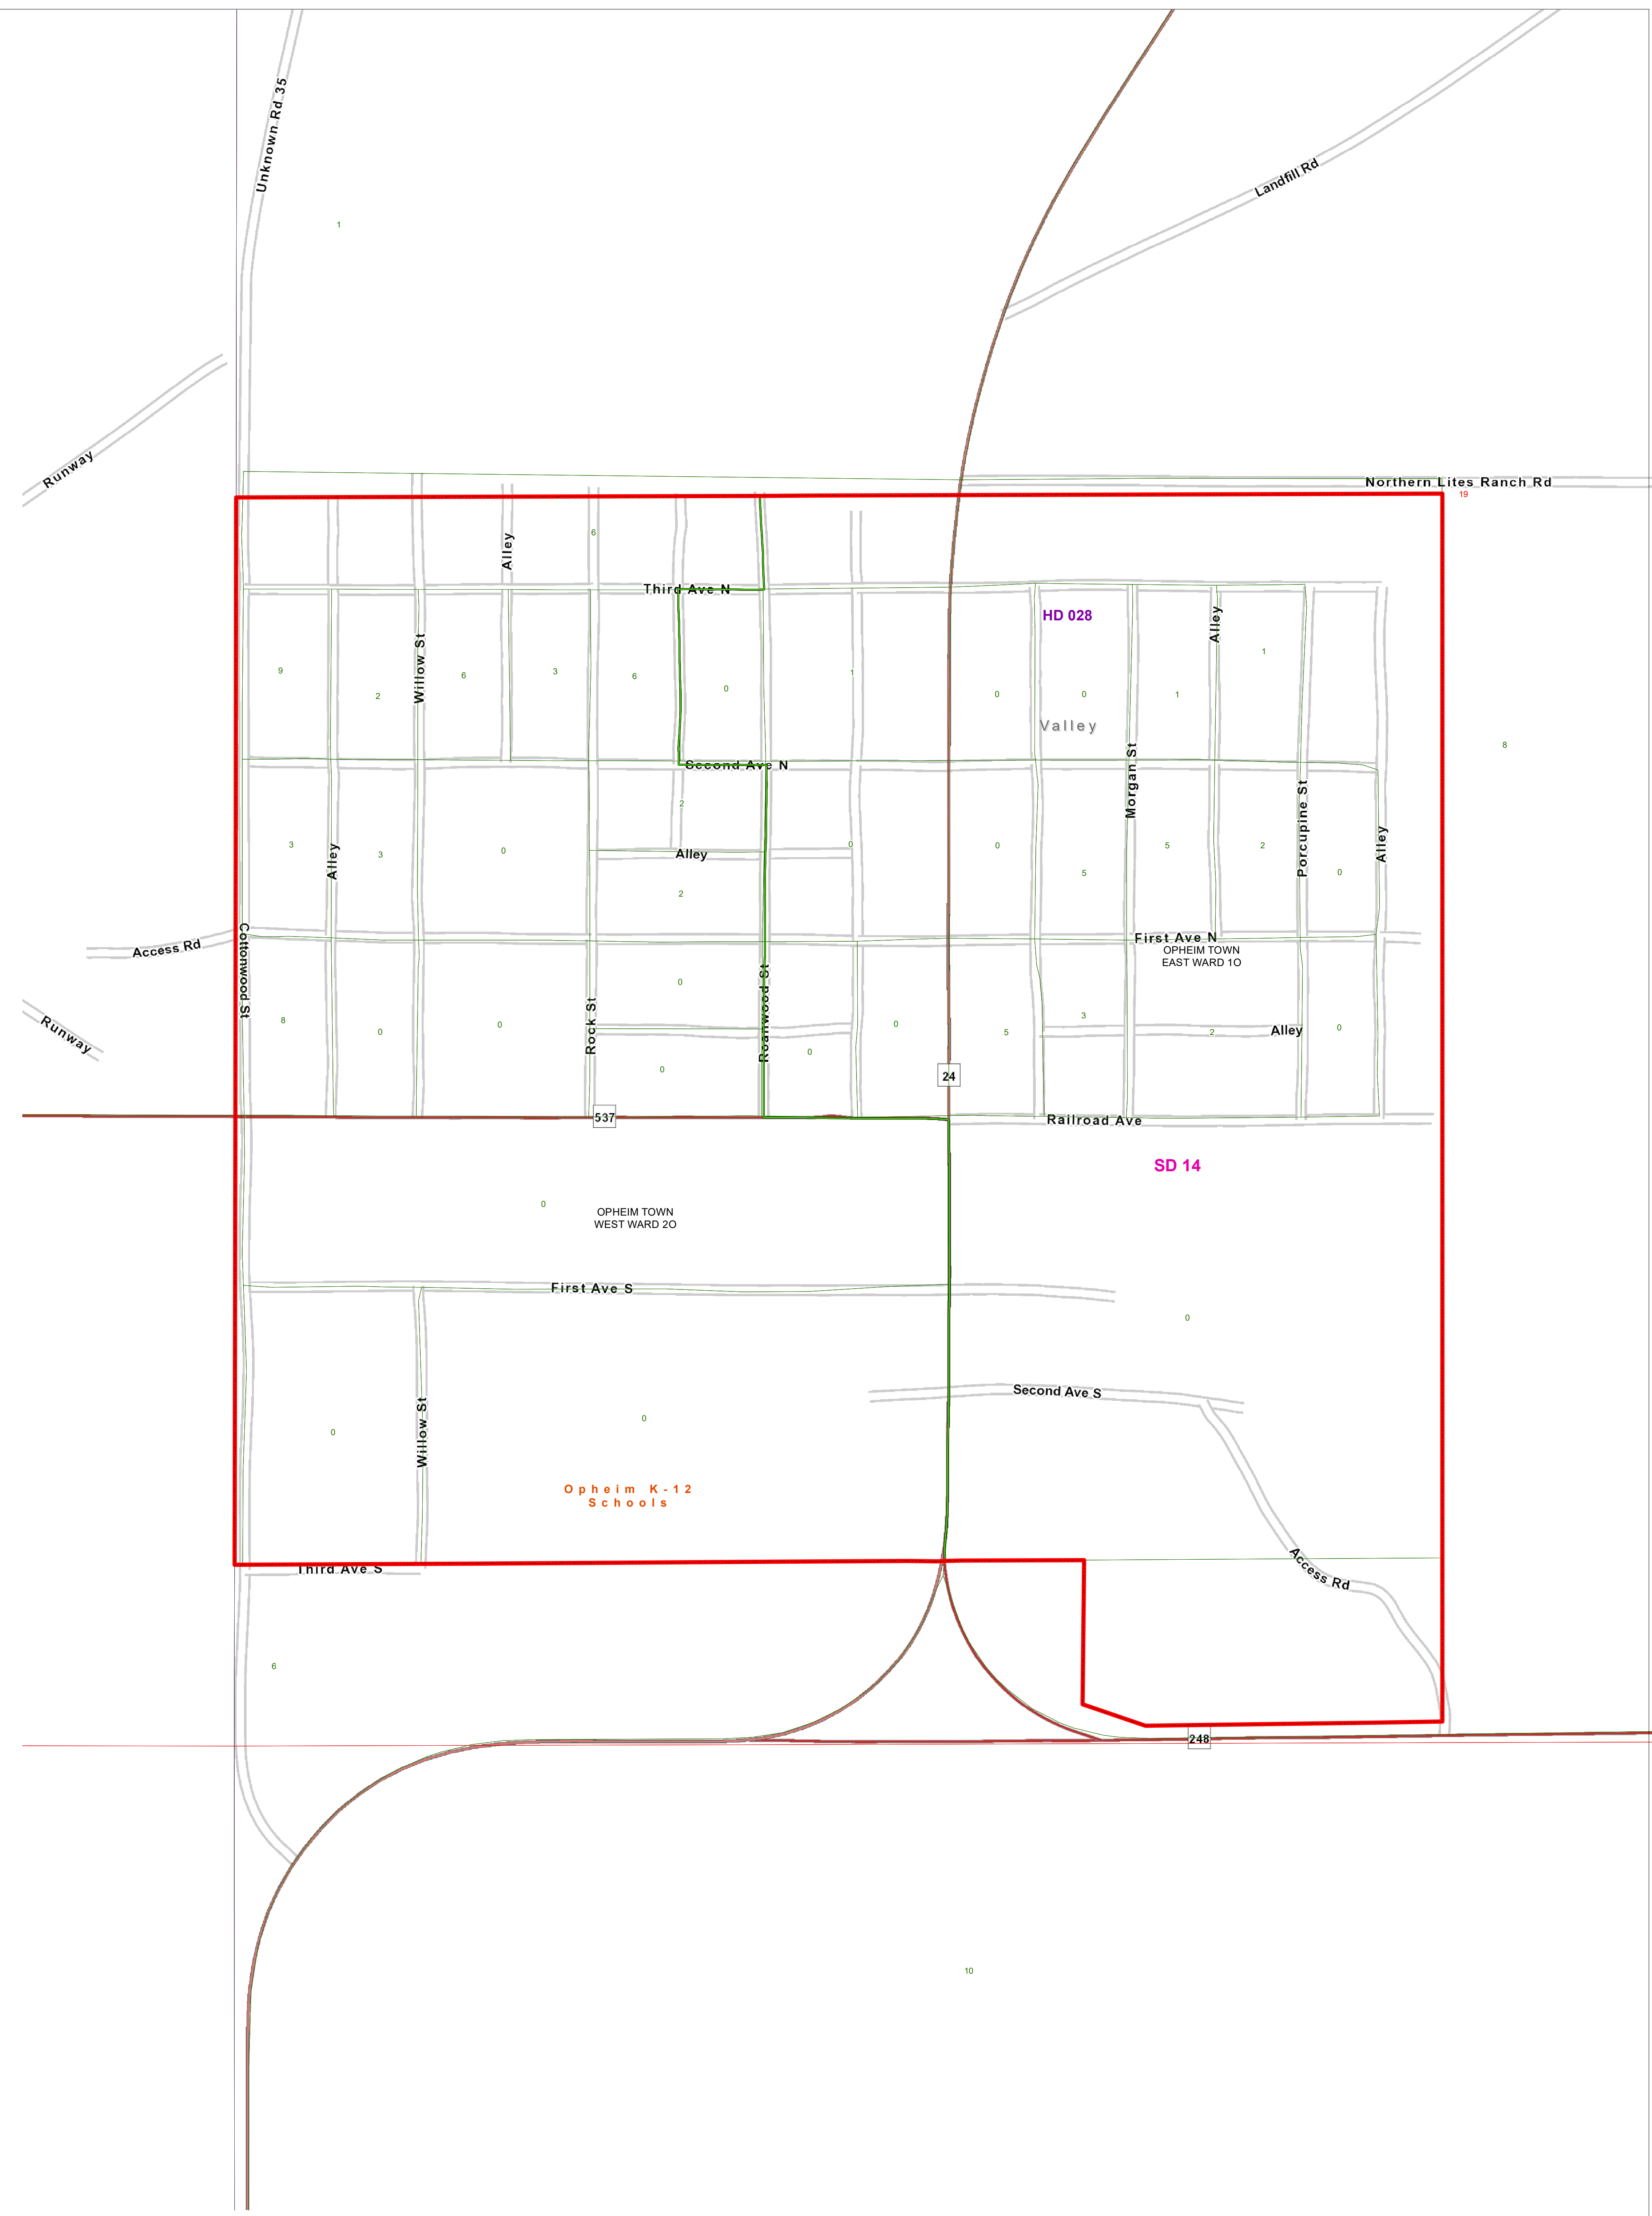 Unknown Rd 35
Landfill Rd
1
Runway
Northern Lites Ranch Rd
19
6
Alley
Third Ave N
HD 028
Alley
1
Willow St
9
2
6
3
6
0
1
0
0
1
Valley
8
Second Ave N
Morgan St
Porcupine St
2
3
Alley
3
0
Alley
0
0
5
5
2
0
Alley
2
First Ave N
OPHEIM TOWN
EAST WARD 1O
Access Rd
Cottonwood St
0
Roanwood St
Rock St
8
0
0
0
0
0
5
3
2
Alley
0
Runway
24
537
Railroad Ave
SD 14
0
OPHEIM TOWN
WEST WARD 2O
First Ave S
0
Second Ave S
0
Willow St
0
Opheim K-12
Schools
Access Rd
Third Ave S
6
248
10